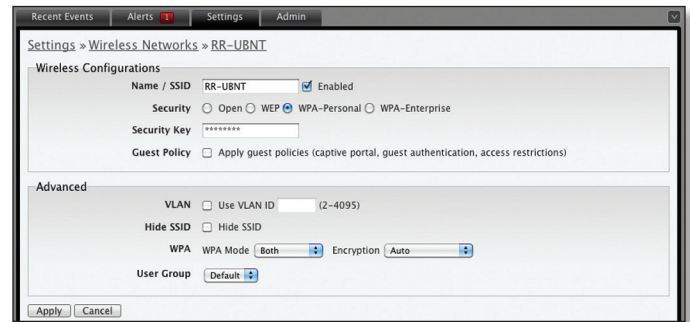 Recent Events Alerts 1 Settings Admin
Settings » Wireless Networks » RR-UBNT
Wireless Configurations
Name / SSID RR-UBNT Enabled
Security Open WEP WPA-Personal WPA-Enterprise
Security Key ********
Guest Policy Apply guest policies (captive portal, guest authentication, access restrictions)
Advanced
VLAN Use VLAN ID (2-4095)
Hide SSID Hide SSID
WPA WPA Mode Both Encryption Auto
User Group Default
Apply Cancel